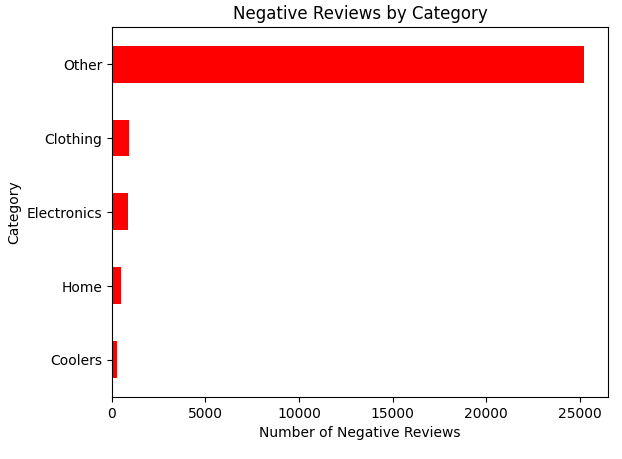 Negative Reviews by Category
Other
Clothing
Electronics
Home
Coolers
Category
0 5000 10000 15000 20000 25000
Number of Negative Reviews